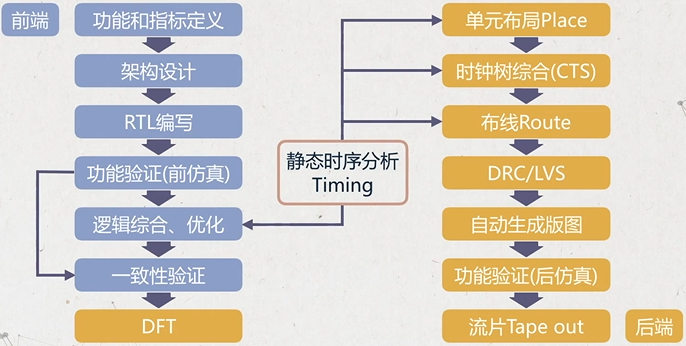 前端
功能和指标定义
架构设计
RTL编写
功能验证(前仿真)
逻辑综合、优化
一致性验证
DFT
静态时序分析
Timing
单元布局Place
时钟树综合(CTS)
布线Route
DRC/LVS
自动生成版图
功能验证(后仿真)
流片Tape out
后端